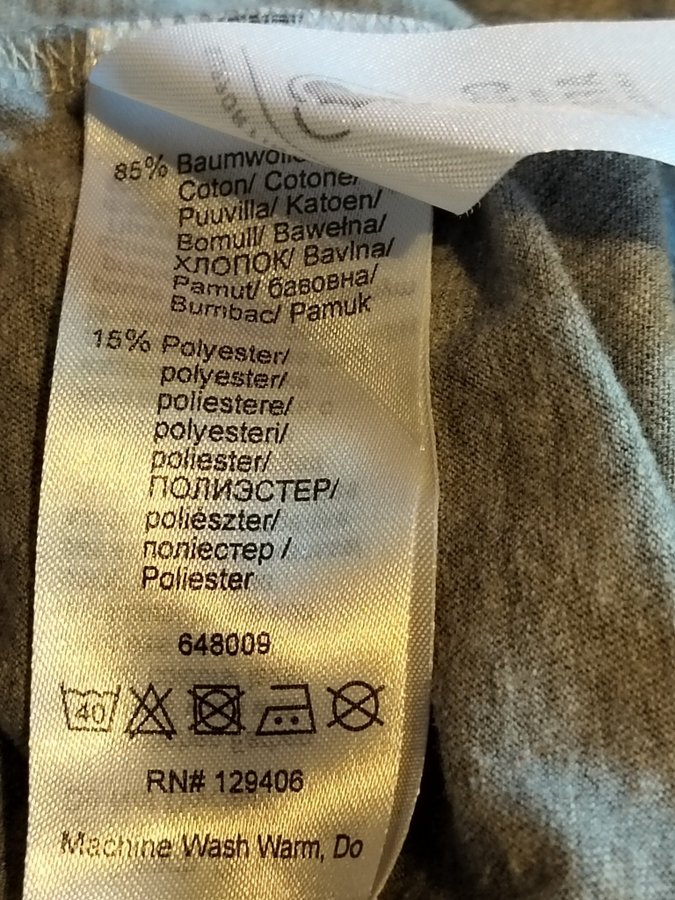 85% Baumwolle
Coton/ Cotone/
Puuvilla/ Katoen/
Bomull/ Bawełna/
ХЛОПОК/ Bavlna/
Pamut/ бавовна/
Bumbac/ Pamuk
15% Polyester/
polyester/
poliestere/
polyesteri/
poliester/
ПОЛИЭСТЕР/
poliészter/
поліестер /
Poliester
648009
40
RN# 129406
Machine Wash Warm, Do